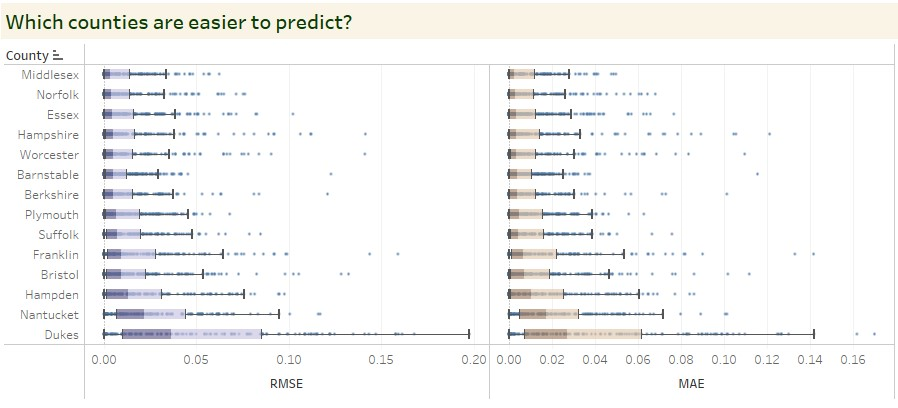 Which counties are easier to predict?
County
Middlesex
Norfolk
Essex
Hampshire
Worcester
Barnstable
Berkshire
Plymouth
Suffolk
Franklin
Bristol
Hampden
Nantucket
Dukes
0.00 0.05 0.10 0.15 0.20 0.00 0.02 0.04 0.06 0.08 0.10 0.12 0.14 0.16
RMSE MAE